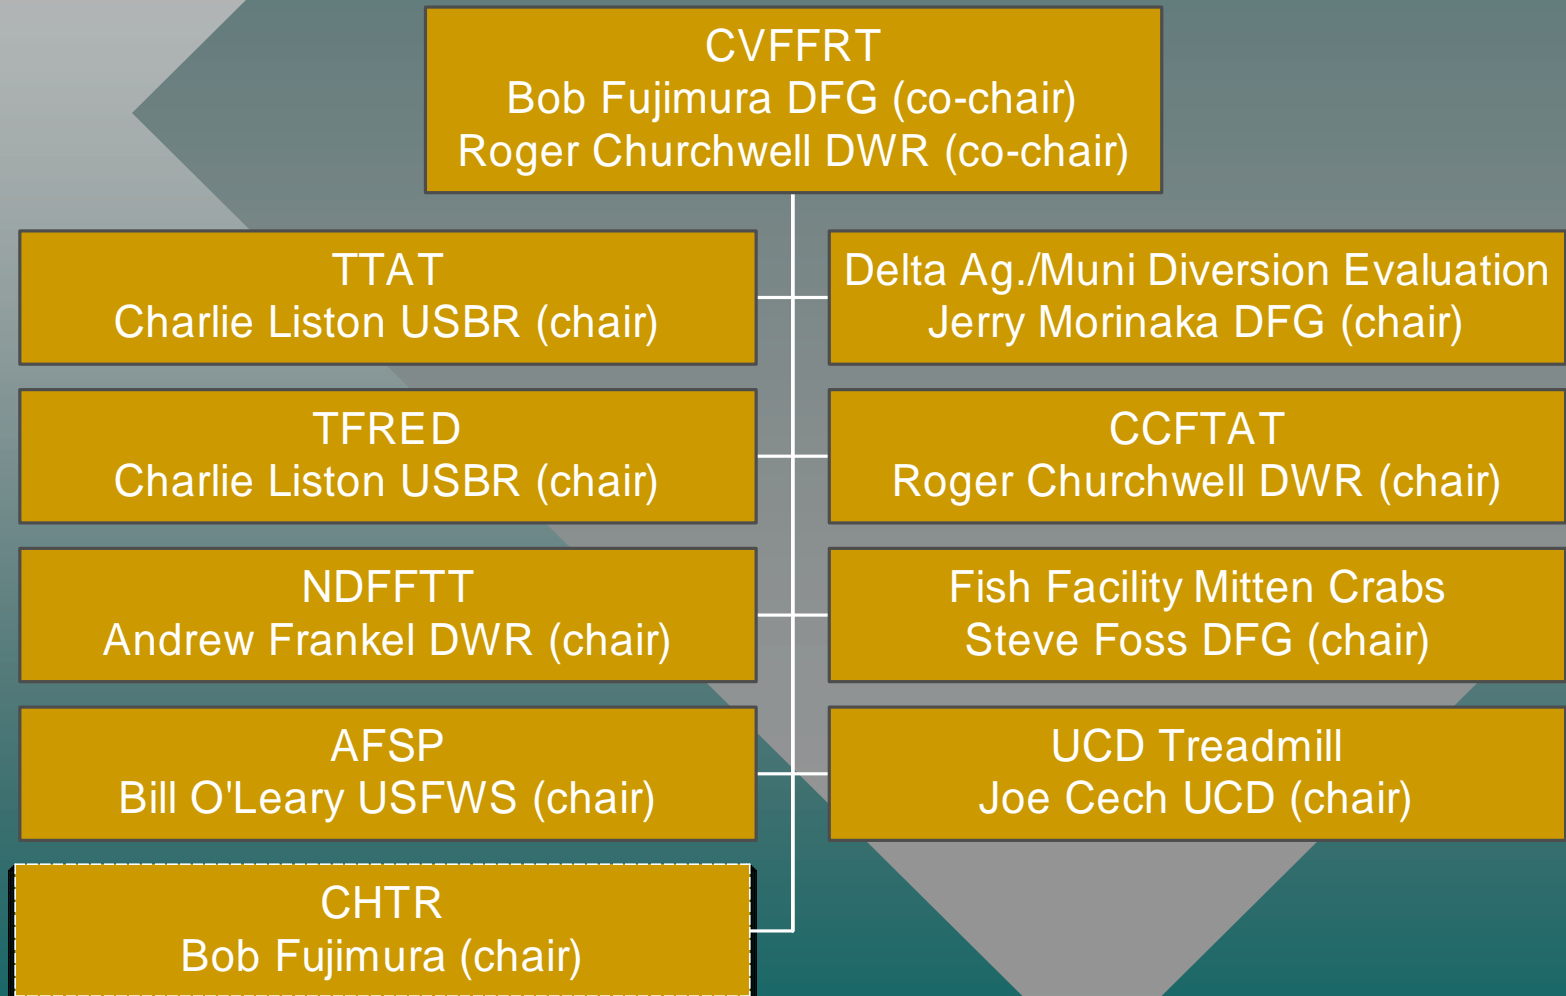 CVFFRT
Bob Fujimura DFG (co-chair)
Roger Churchwell DWR (co-chair)
TTAT
Charlie Liston USBR (chair)
Delta Ag./Muni Diversion Evaluation
Jerry Morinaka DFG (chair)
TFRED
Charlie Liston USBR (chair)
CCFTAT
Roger Churchwell DWR (chair)
NDFFTT
Andrew Frankel DWR (chair)
Fish Facility Mitten Crabs
Steve Foss DFG (chair)
AFSP
Bill O'Leary USFWS (chair)
UCD Treadmill
Joe Cech UCD (chair)
CHTR
Bob Fujimura (chair)